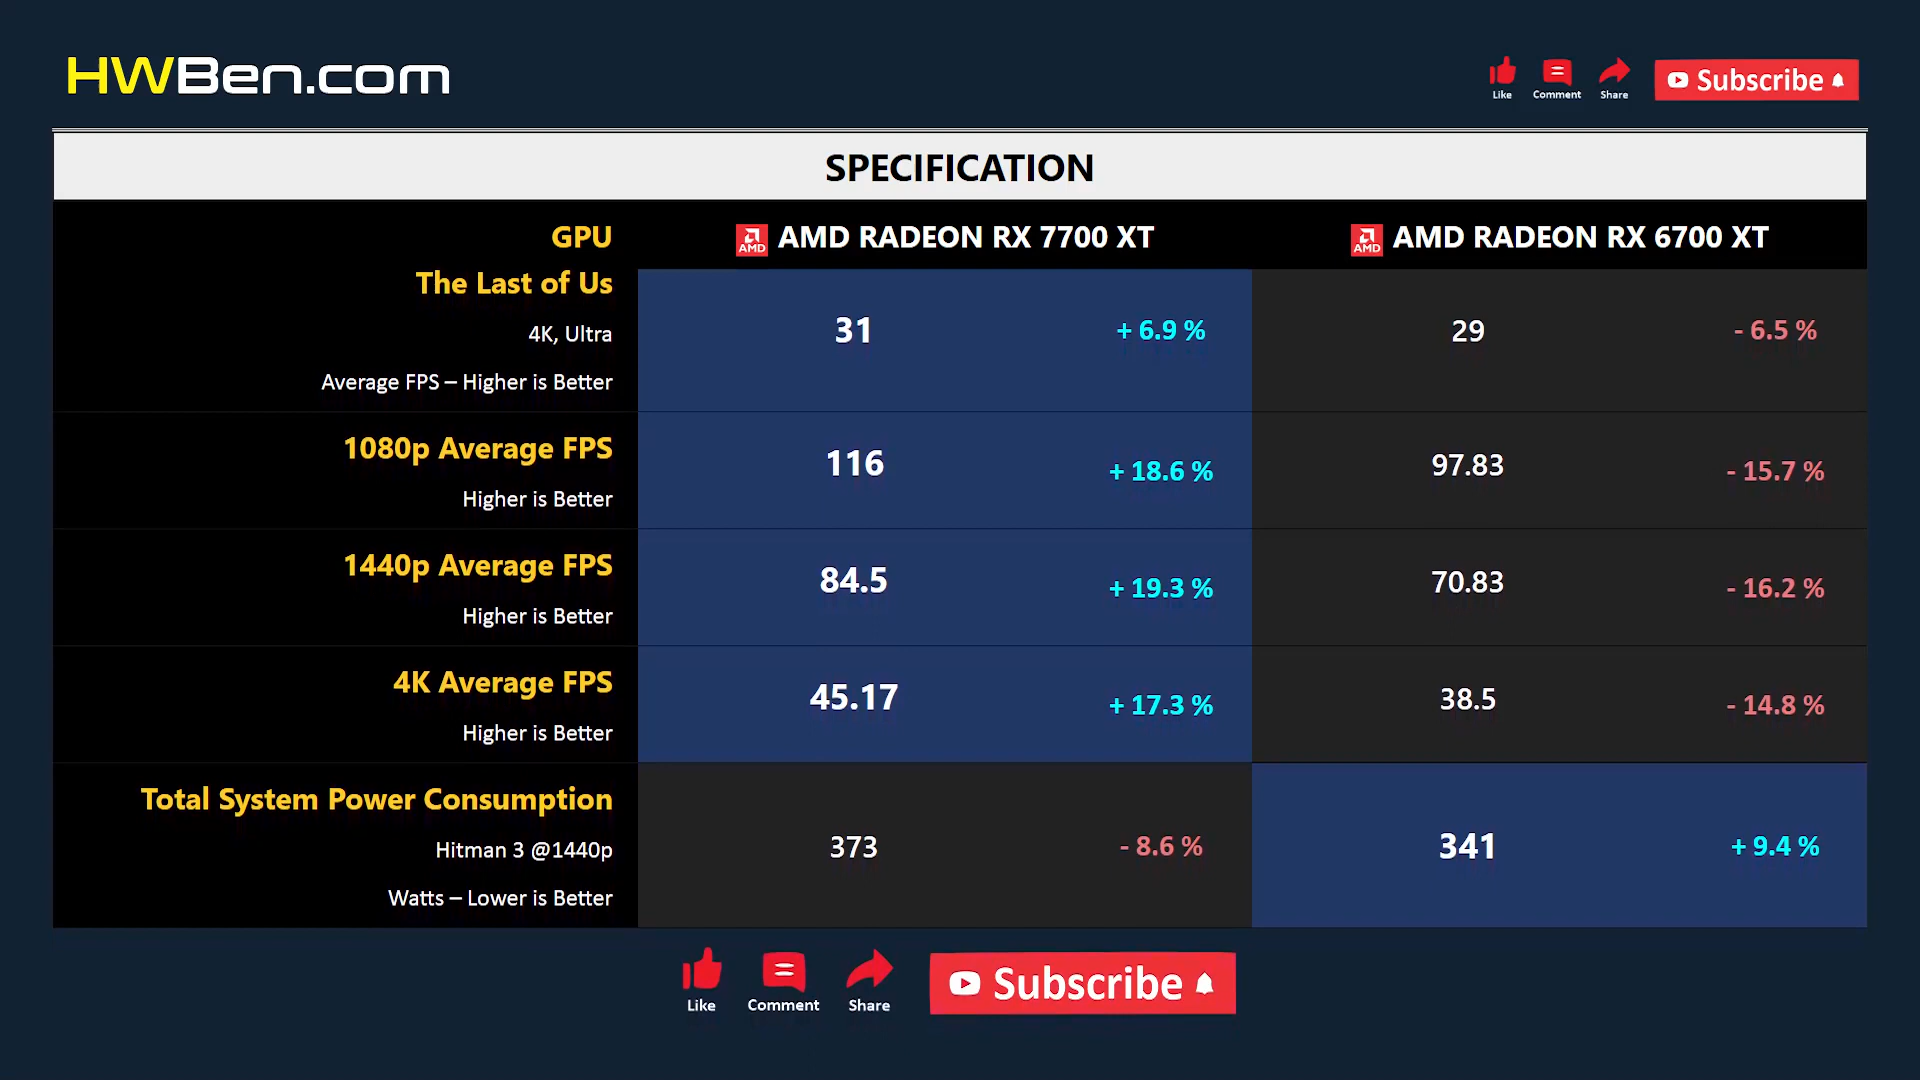 HWBen.com
Like Comment Share Subscribe
SPECIFICATION
GPU AMD AMD RADEON RX 7700 XT AMD AMD RADEON RX 6700 XT
The Last of Us
4K, Ultra 31 + 6.9 % 29 - 6.5 %
Average FPS – Higher is Better
1080p Average FPS 116 + 18.6 % 97.83 - 15.7 %
Higher is Better
1440p Average FPS 84.5 + 19.3 % 70.83 - 16.2 %
Higher is Better
4K Average FPS 45.17 + 17.3 % 38.5 - 14.8 %
Higher is Better
Total System Power Consumption
Hitman 3 @1440p 373 - 8.6 % 341 + 9.4 %
Watts – Lower is Better
Like Comment Share Subscribe